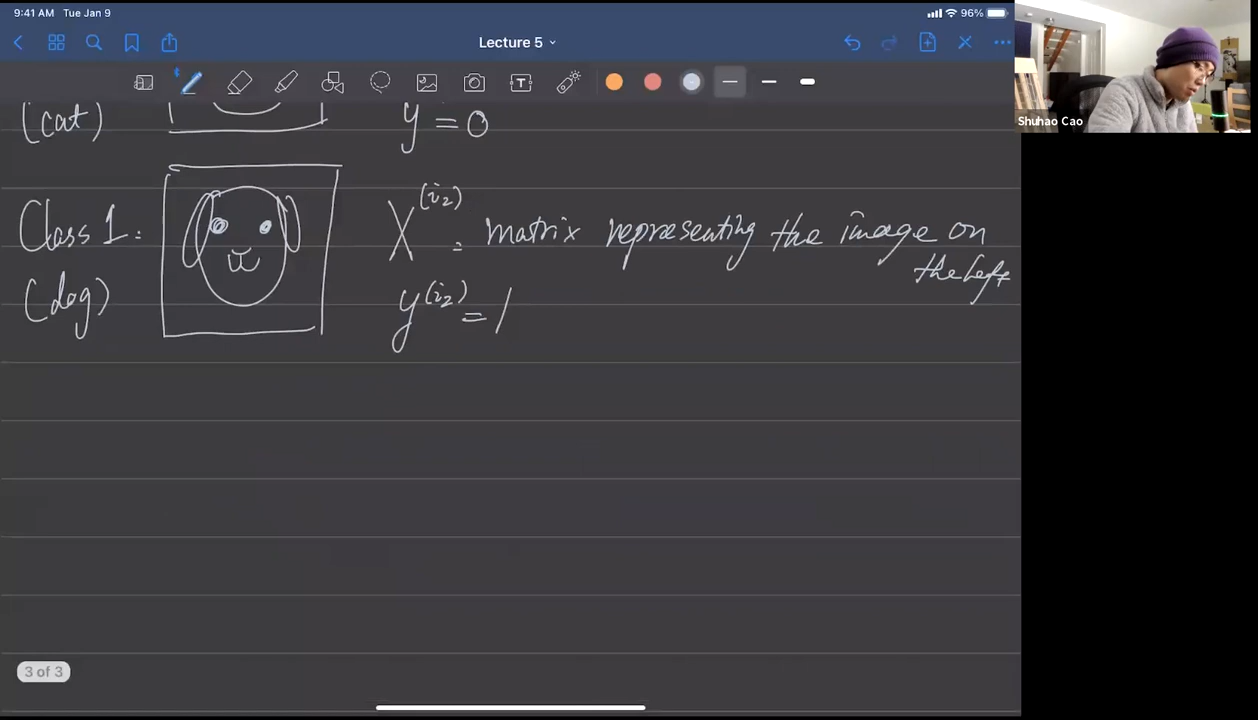 9:41 AM Tue Jan 9
96%
Lecture 5
Shuhao Cao
(cat)
y = 0
Class 1:
(dog)
X^(i₂) = matrix representing the image on
the left
y^(i₂) = 1
3 of 3